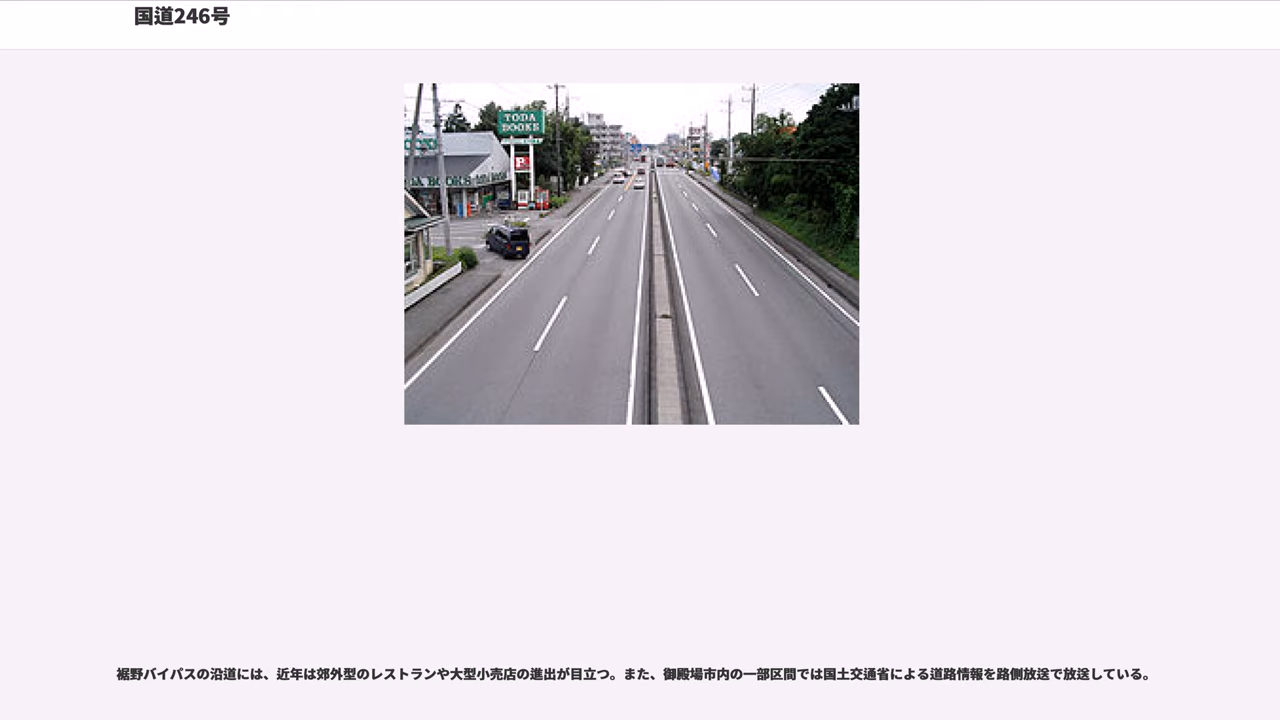 国道246号
TODA
BOOKS
P
裾野バイパスの沿道には、近年は郊外型のレストランや大型小売店の進出が目立つ。また、御殿場市内の一部区間では国土交通省による道路情報を路側放送で放送している。